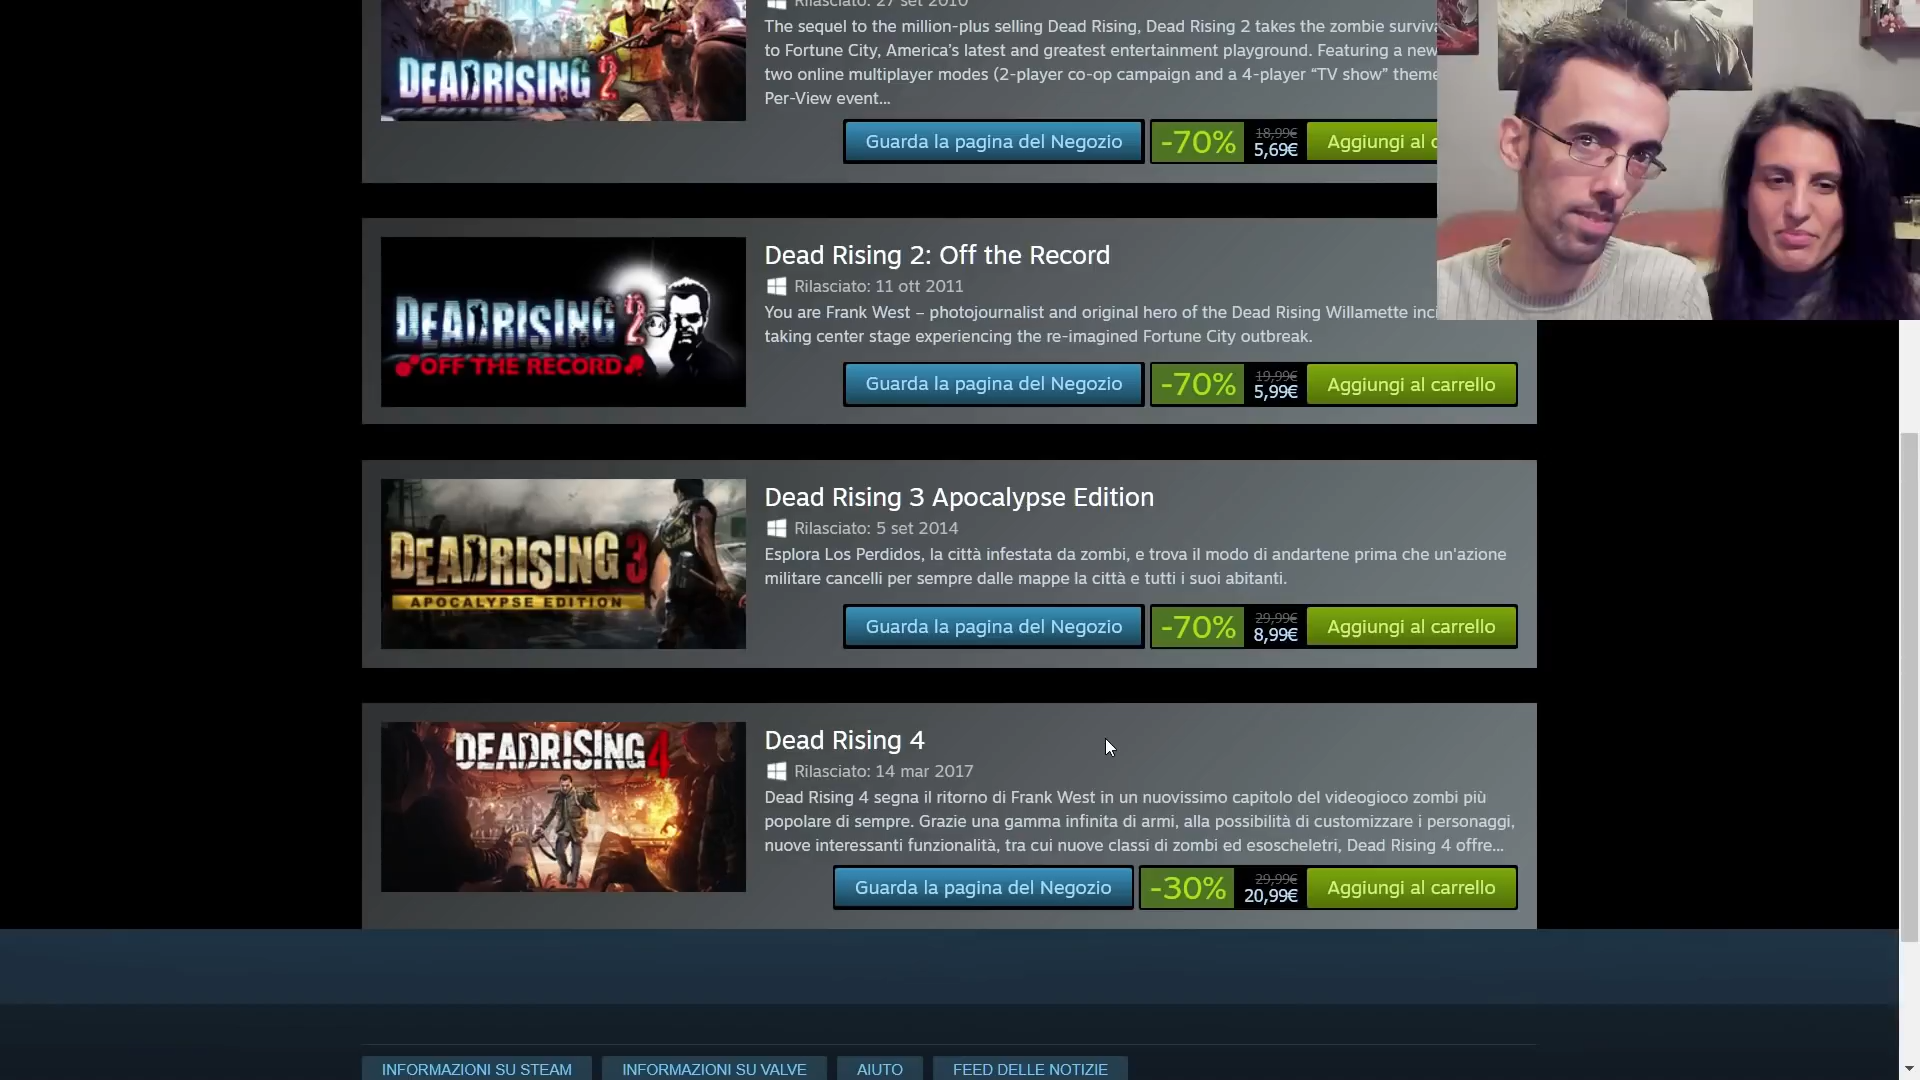 Rilasciato: 27 set 2010
The sequel to the million-plus selling Dead Rising, Dead Rising 2 takes the zombie surviv
to Fortune City, America's latest and greatest entertainment playground. Featuring a new
two online multiplayer modes (2-player co-op campaign and a 4-player “TV show” theme
Per-View event...
DEADRISING 2
Guarda la pagina del Negozio
-70%
18,99€
5,69€
Aggiungi al c
Dead Rising 2: Off the Record
Rilasciato: 11 ott 2011
You are Frank West – photojournalist and original hero of the Dead Rising Willamette inci
taking center stage experiencing the re-imagined Fortune City outbreak.
DEADRISING 2
OFF THE RECORD
Guarda la pagina del Negozio
-70%
19,99€
5,99€
Aggiungi al carrello
Dead Rising 3 Apocalypse Edition
Rilasciato: 5 set 2014
Esplora Los Perdidos, la città infestata da zombi, e trova il modo di andartene prima che un'azione
militare cancelli per sempre dalle mappe la città e tutti i suoi abitanti.
DEADRISING 3
APOCALYPSE EDITION
Guarda la pagina del Negozio
-70%
29,99€
8,99€
Aggiungi al carrello
DEADRISING 4
Dead Rising 4
Rilasciato: 14 mar 2017
Dead Rising 4 segna il ritorno di Frank West in un nuovissimo capitolo del videogioco zombi più
popolare di sempre. Grazie una gamma infinita di armi, alla possibilità di customizzare i personaggi,
nuove interessanti funzionalità, tra cui nuove classi di zombi ed esoscheletri, Dead Rising 4 offre...
Guarda la pagina del Negozio
-30%
29,99€
20,99€
Aggiungi al carrello
INFORMAZIONI SU STEAM
INFORMAZIONI SU VALVE
AIUTO
FEED DELLE NOTIZIE